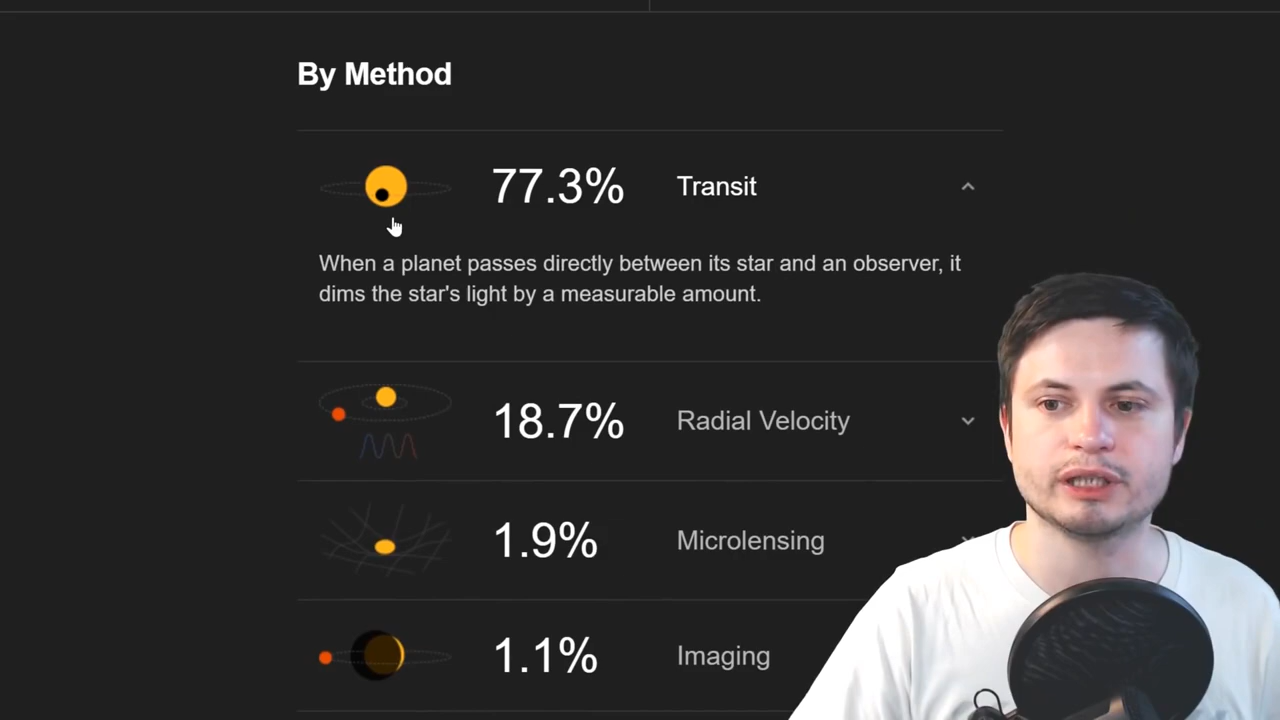 By Method
77.3% Transit
When a planet passes directly between its star and an observer, it
dims the star's light by a measurable amount.
18.7% Radial Velocity
1.9% Microlensing
1.1% Imaging